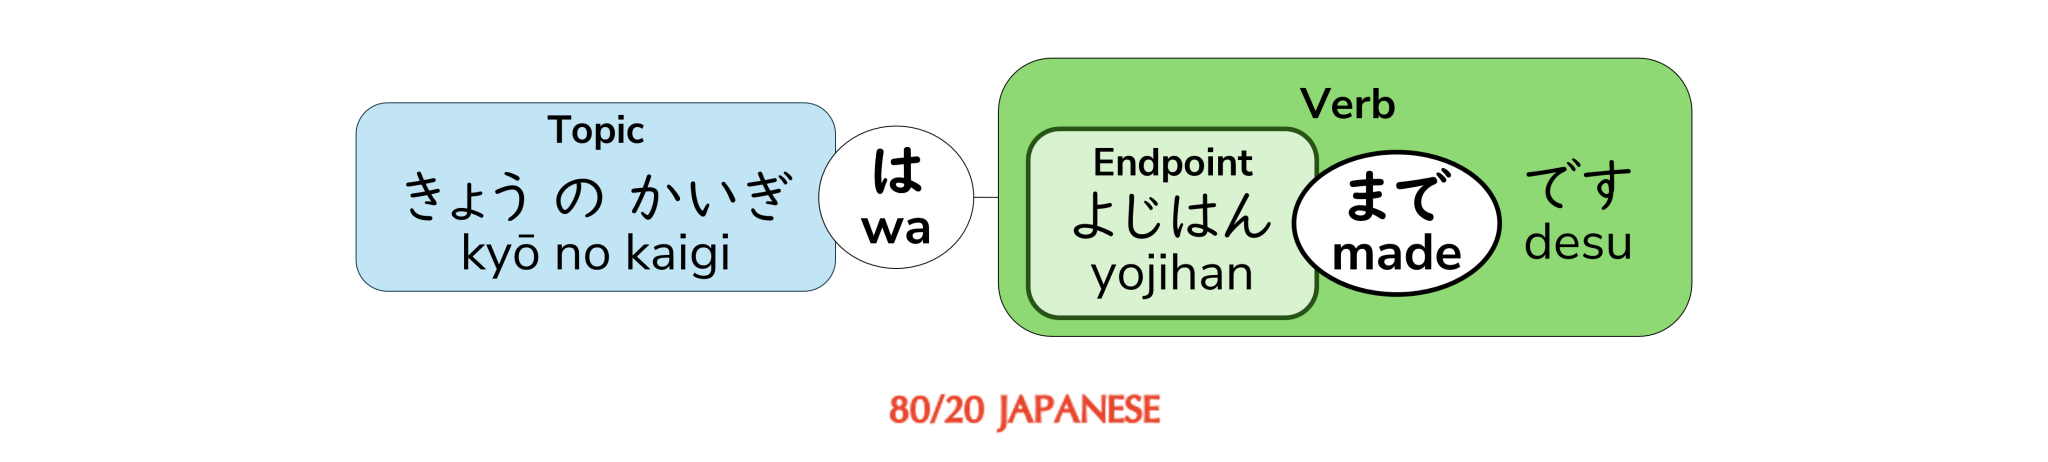 Topic
きょう の かいぎ
kyō no kaigi
は
wa
Verb
Endpoint
よじはん
yojihan
まで
made
です
desu
80/20 JAPANESE